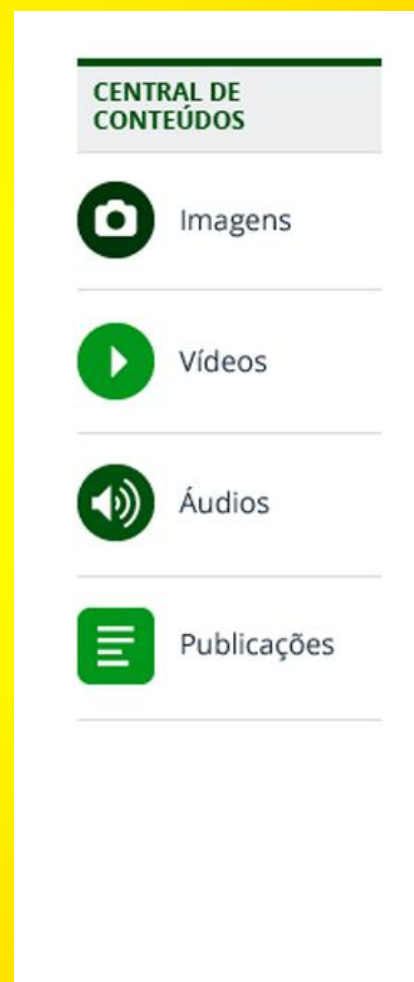 CENTRAL DE
CONTEÚDOS
Imagens
Vídeos
Áudios
Publicações